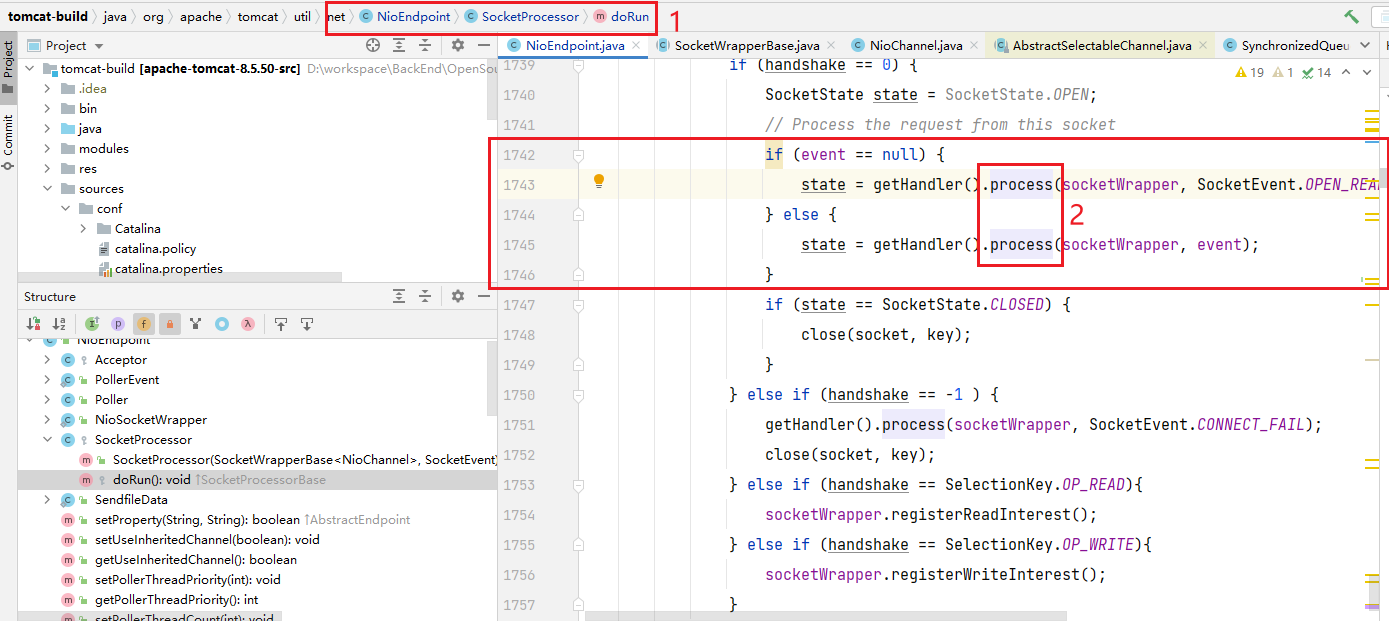 tomcat-build java org apache tomcat util net NioEndpoint SocketProcessor doRun 1
Project
Commit
Project
tomcat-build [apache-tomcat-8.5.50-src] D:\workspace\BackEnd\OpenSou
.idea
bin
java
modules
res
sources
conf
Catalina
catalina.policy
catalina.properties
Structure
NioEndpoint
Acceptor
PollerEvent
Poller
NioSocketWrapper
SocketProcessor
SocketProcessor(SocketWrapperBase<NioChannel>, SocketEvent)
doRun(): void ↑SocketProcessorBase
SendfileData
setProperty(String, String): boolean ↑AbstractEndpoint
setUseInheritedChannel(boolean): void
getUseInheritedChannel(): boolean
setPollerThreadPriority(int): void
getPollerThreadPriority(): int
setPollerThreadCount(int): void
NioEndpoint.java SocketWrapperBase.java NioChannel.java AbstractSelectableChannel.java SynchronizedQueu
19 1 14
1739 if (handshake == 0) {
1740 SocketState state = SocketState.OPEN;
1741 // Process the request from this socket
1742 if (event == null) {
1743 state = getHandler().process(socketWrapper, SocketEvent.OPEN_REA
1744 } else {
2
1745 state = getHandler().process(socketWrapper, event);
1746 }
1747 if (state == SocketState.CLOSED) {
1748 close(socket, key);
1749 }
1750 } else if (handshake == -1 ) {
1751 getHandler().process(socketWrapper, SocketEvent.CONNECT_FAIL);
1752 close(socket, key);
1753 } else if (handshake == SelectionKey.OP_READ){
1754 socketWrapper.registerReadInterest();
1755 } else if (handshake == SelectionKey.OP_WRITE){
1756 socketWrapper.registerWriteInterest();
1757 }